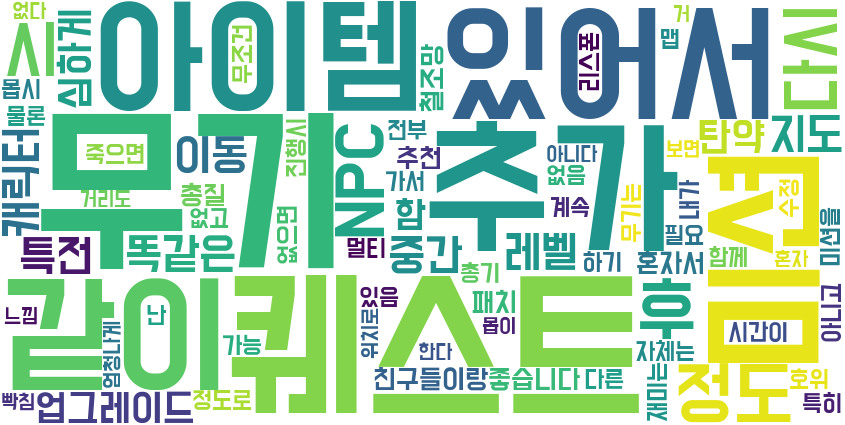 없다
시
심하게
아이템
무조건
있어서
리스폰
거
맵
싸다
몹시
물론
철조망
캐릭터
죽으면
무기
이동
진행시
NPC
전부
추천
추가
아니다
탄약
지도
보면
맵이
수정
거리도
총질
없고
없으면
가서
함
없음
계속
무기는
필요
내가
미션을
특전
똑같은
멀티
중간
레벨
하기
혼자서
함께
혼자
같이
퀘스트
총기
있음
패치
몹이
후
게임
시간이
아니고
느낌
난
엄청나게
가능
위치로
한다
자체는
빡침
업그레이드
정도로
친구들이랑
좋습니다
다른
재미는
정도
호위
특히